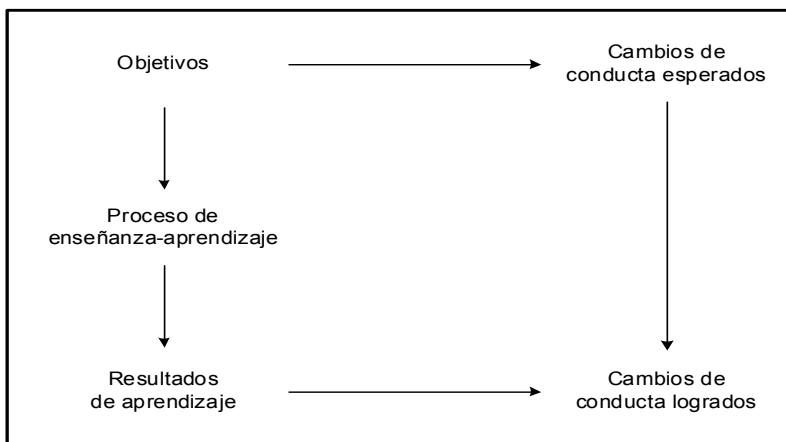 Objetivos
Cambios de
conducta esperados
Proceso de
enseñanza-aprendizaje
Resultados
de aprendizaje
Cambios de
conducta logrados